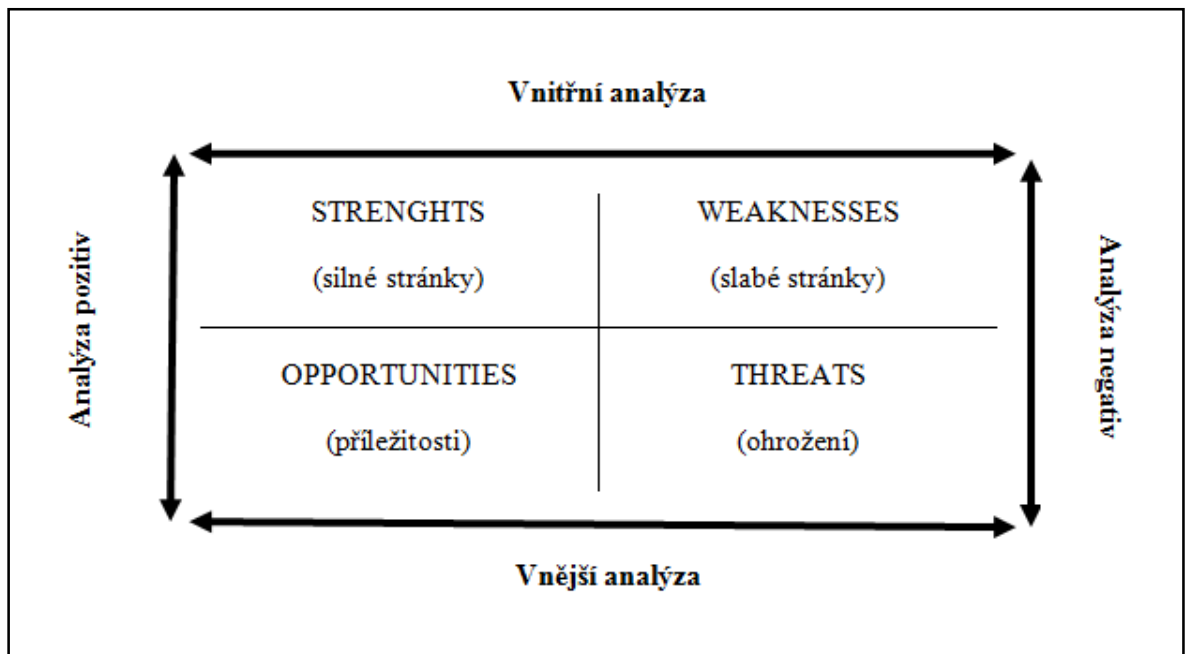 Vnitřní analýza
Analýza pozitiv
STRENGHTS
(silné stránky)
WEAKNESSES
(slabé stránky)
OPPORTUNITIES
(příležitosti)
THREATS
(ohrožení)
Analýza negativ
Vnější analýza